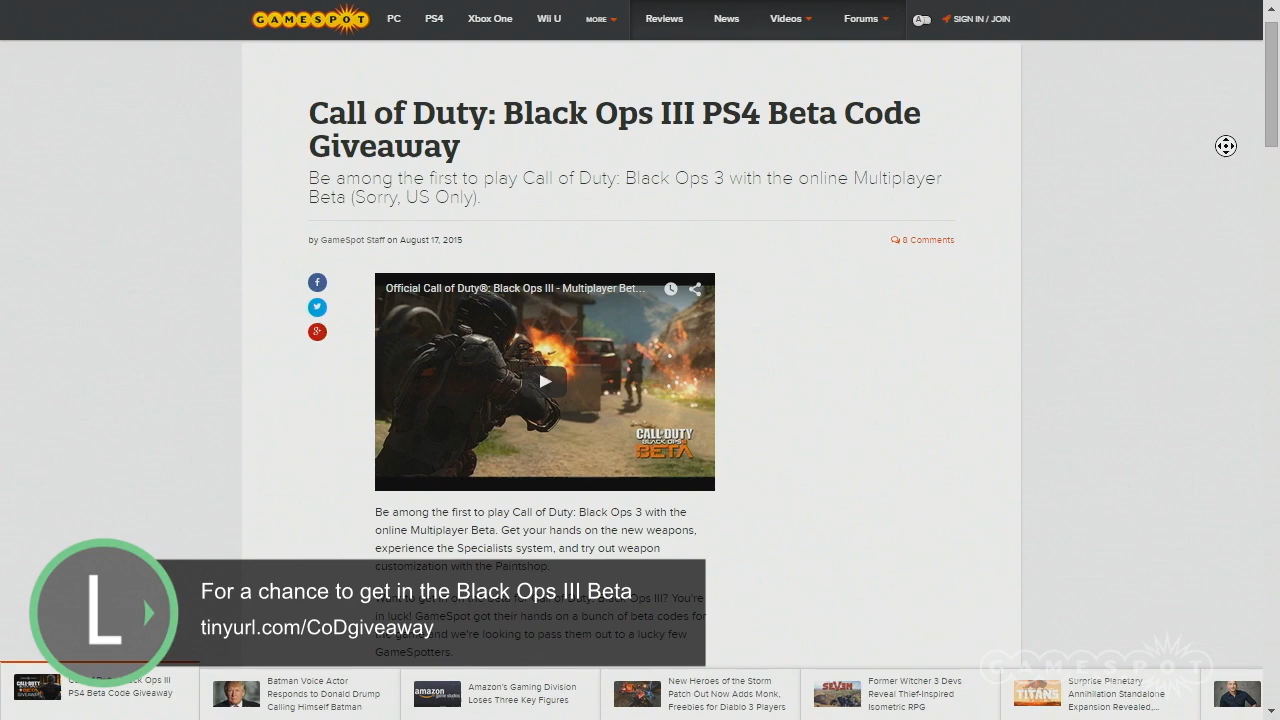 GAMESPOT
PC PS4 Xbox One Wii U MORE Reviews News Videos Forums SIGN IN / JOIN
Call of Duty: Black Ops III PS4 Beta Code
Giveaway
Be among the first to play Call of Duty: Black Ops 3 with the online Multiplayer
Beta (Sorry, US Only).
by GameSpot Staff on August 17, 2015
8 Comments
Official Call of Duty®: Black Ops III - Multiplayer Bet...
CALL OF DUTY
BLACK OPS
BETA
Be among the first to play Call of Duty: Black Ops 3 with the
online Multiplayer Beta. Get your hands on the new weapons,
experience the Specialists system, and try out weapon
customization with the Paintshop.
Ops III? You're
in luck! GameSpot got their hands on a bunch of beta codes for
and we're looking to pass them out to a lucky few
GameSpotters.
L
For a chance to get in the Black Ops III Beta
tinyurl.com/CoDgiveaway
PS4 Beta Code Giveaway
Batman Voice Actor
Responds to Donald Trump
Calling Himself Batman
amazon
Amazon's Gaming Division
Loses Three Key Figures
New Heroes of the Storm
Patch Out Now, Adds Monk,
Freebies for Diablo 3 Players
SEVEN
Former Witcher 3 Devs
Reveal Thief-Inspired
Isometric RPG
TITANS
Surprise Planetary
Annihilation Standalone
Expansion Revealed,...
GAMESPOT